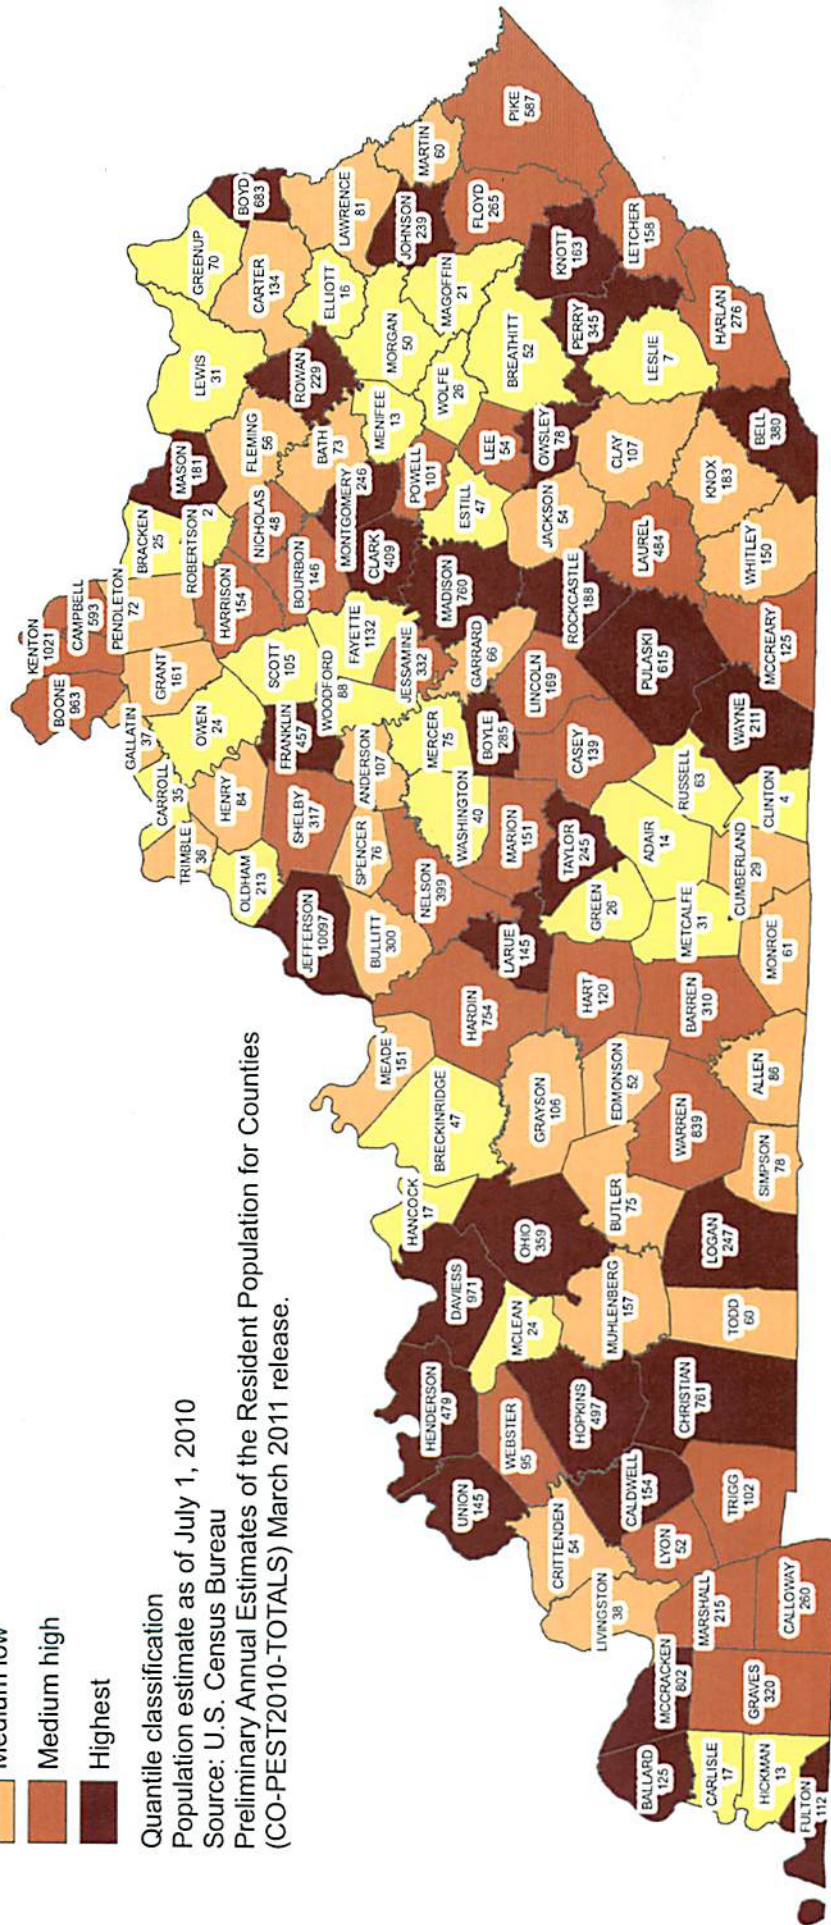 Medium low
Medium high
Highest
Quantile classification
Population estimate as of July 1, 2010
Source: U.S. Census Bureau
Preliminary Annual Estimates of the Resident Population for Counties
(CO-PEST2010-TOTALS) March 2011 release.
KENTON
1021
BOONE
963
CAMPBELL
593
PENDLETON
72
GALLATIN
37
GRANT
161
BRACKEN
25
ROBERTSON
2
MASON
181
LEWIS
31
GREENUP
70
BOYD
683
CARROLL
35
TRIMBLE
36
OWEN
24
HENRY
84
OLDHAM
213
HARRISON
154
NICHOLAS
48
FLEMING
56
ROWAN
229
CARTER
134
ELLIOTT
16
LAWRENCE
81
JEFFERSON
10097
SHELBY
317
FRANKLIN
457
SCOTT
105
BOURBON
146
BATH
73
MONTGOMERY
246
MENIFEE
13
MORGAN
50
JOHNSON
239
MARTIN
60
BULLITT
300
SPENCER
76
ANDERSON
107
WOODFORD
88
FAYETTE
1132
CLARK
409
POWELL
101
WOLFE
26
MAGOFFIN
21
FLOYD
265
PIKE
587
MEADE
151
BRECKINRIDGE
47
HANCOCK
17
HARDIN
754
NELSON
399
WASHINGTON
40
MERCER
75
JESSAMINE
332
MADISON
760
ESTILL
47
LEE
54
BREATHITT
52
KNOTT
163
DAVIESS
971
HENDERSON
479
UNION
145
WEBSTER
95
MCLEAN
24
OHIO
359
GRAYSON
106
LARUE
145
MARION
151
BOYLE
285
GARRARD
66
LINCOLN
169
ROCKCASTLE
188
JACKSON
54
OWSLEY
78
PERRY
345
LETCHER
158
CRITTENDEN
54
LIVINGSTON
38
HOPKINS
497
MUHLENBERG
157
BUTLER
75
EDMONSON
52
HART
120
GREEN
26
TAYLOR
245
CASEY
139
PULASKI
615
LAUREL
484
CLAY
107
LESLIE
7
HARLAN
276
BALLARD
125
MCCRACKEN
802
LYON
52
CALDWELL
154
CHRISTIAN
761
TODD
60
LOGAN
247
WARREN
839
BARREN
310
METCALFE
31
ADAIR
14
RUSSELL
63
WAYNE
211
MCCREARY
125
WHITLEY
150
KNOX
183
BELL
380
CARLISLE
17
HICKMAN
13
FULTON
112
GRAVES
320
MARSHALL
215
CALLOWAY
260
TRIGG
102
SIMPSON
78
ALLEN
86
MONROE
61
CUMBERLAND
29
CLINTON
4